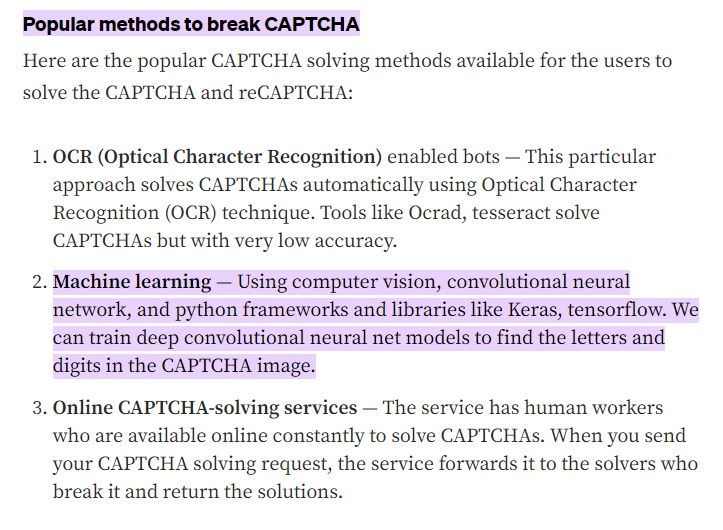 Popular methods to break CAPTCHA
Here are the popular CAPTCHA solving methods available for the users to
solve the CAPTCHA and reCAPTCHA:
1. OCR (Optical Character Recognition) enabled bots — This particular
approach solves CAPTCHAs automatically using Optical Character
Recognition (OCR) technique. Tools like Ocrad, tesseract solve
CAPTCHAs but with very low accuracy.
2. Machine learning — Using computer vision, convolutional neural
network, and python frameworks and libraries like Keras, tensorflow. We
can train deep convolutional neural net models to find the letters and
digits in the CAPTCHA image.
3. Online CAPTCHA-solving services — The service has human workers
who are available online constantly to solve CAPTCHAs. When you send
your CAPTCHA solving request, the service forwards it to the solvers who
break it and return the solutions.